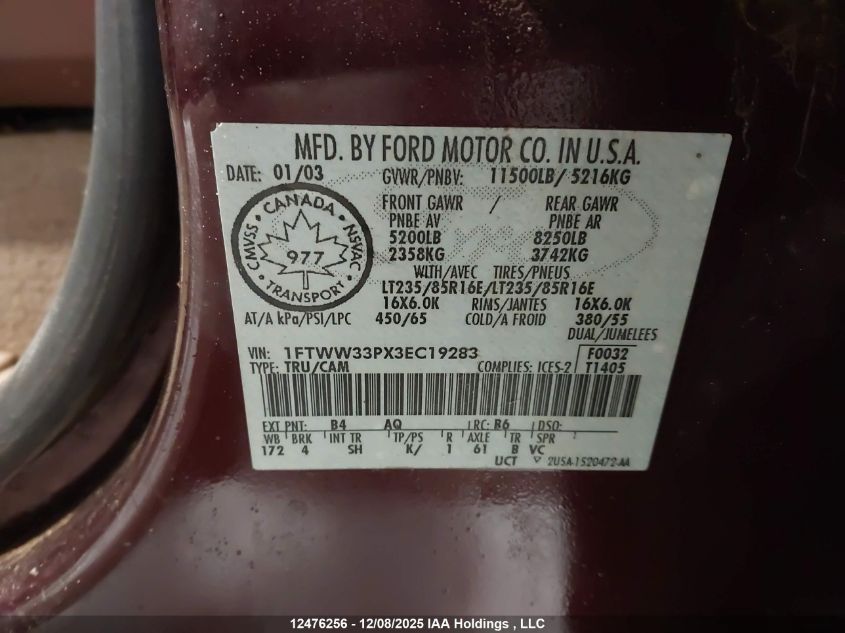 MFD. BY FORD MOTOR CO. IN U.S.A.
DATE: 01/03 GVWR/PNBV: 11500LB/ 5216KG
FRONT GAWR / REAR GAWR
PNBE AV PNBE AR
5200LB 8250LB
2358KG 3742KG
WITH/AVEC TIRES/PNEUS
LT235/85R16E/LT235/85R16E
16X6.0K RIMS/JANTES 16X6.0K
AT/A kPa/PSI/LPC 450/65 COLD/A FROID 380/55
DUAL/JUMELEES
CANADA
CMVSS 977 NSVAC
TRANSPORT
VIN: 1FTWW33PX3EC19283 F0032
TYPE: TRU/CAM COMPLIES: ICES-2 T1405
EXT PNT: B4 AQ RC: B6 DSO:
WB BRK INT TR TP/PS R AXLE TR SPR
172 4 SH K/ 1 61 B VC
UCT 2USA-1520472-AA
12476256 - 12/08/2025 IAA Holdings , LLC